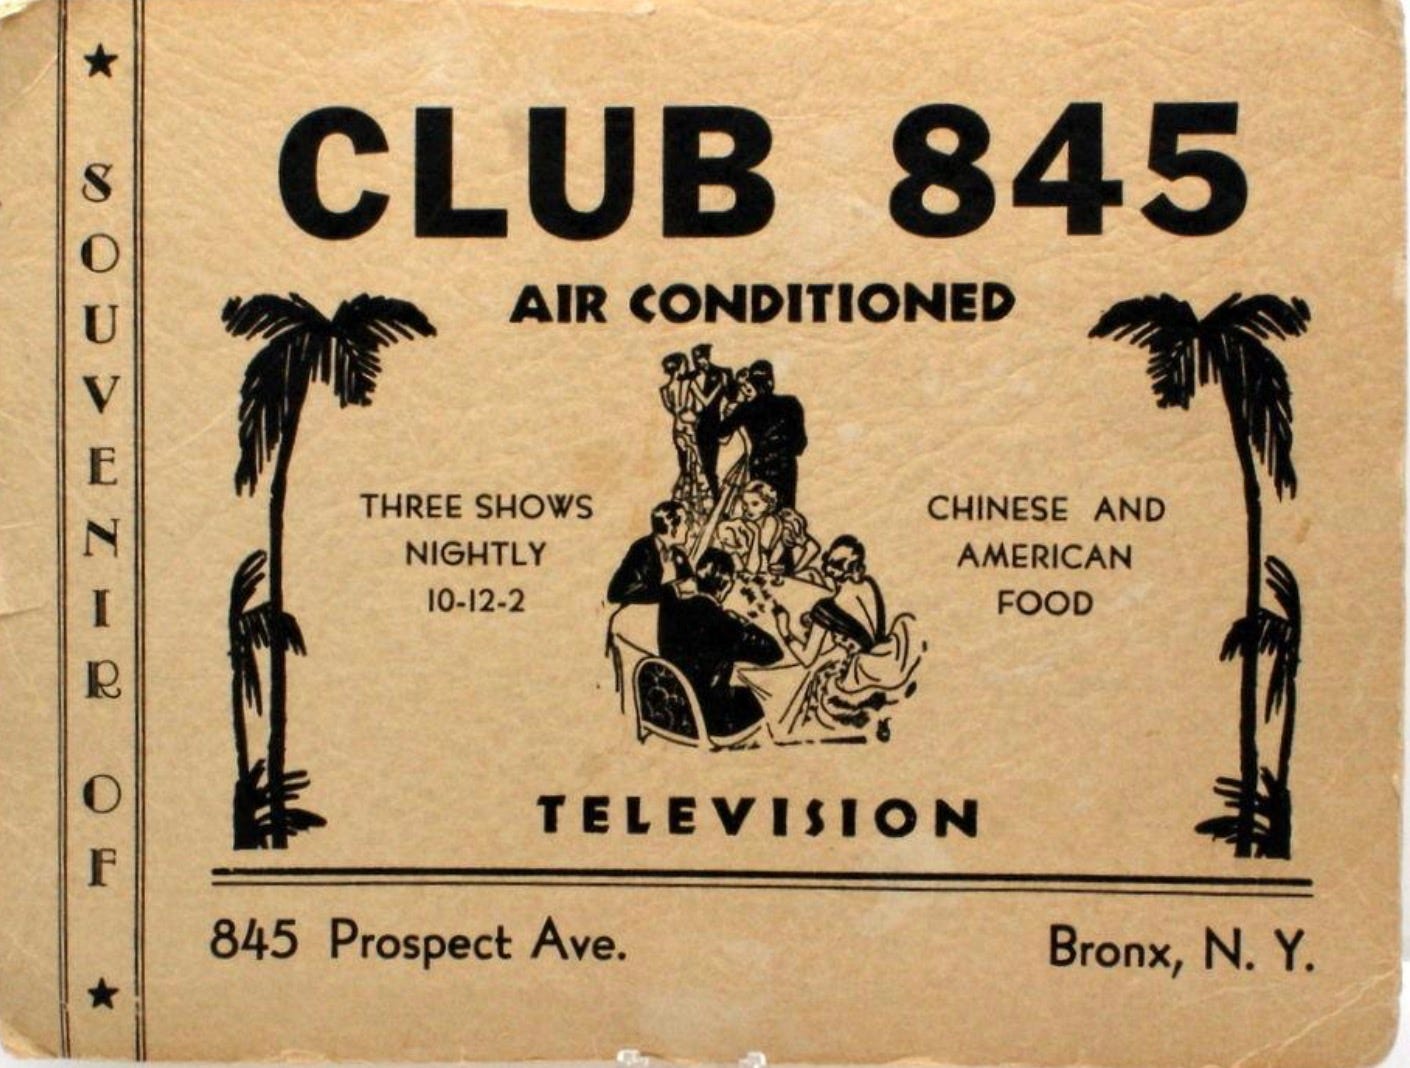 ★ SOUVENIR OF ★
CLUB 845
AIR CONDITIONED
THREE SHOWS
NIGHTLY
10-12-2
CHINESE AND
AMERICAN
FOOD
TELEVISION
845 Prospect Ave.
Bronx, N. Y.